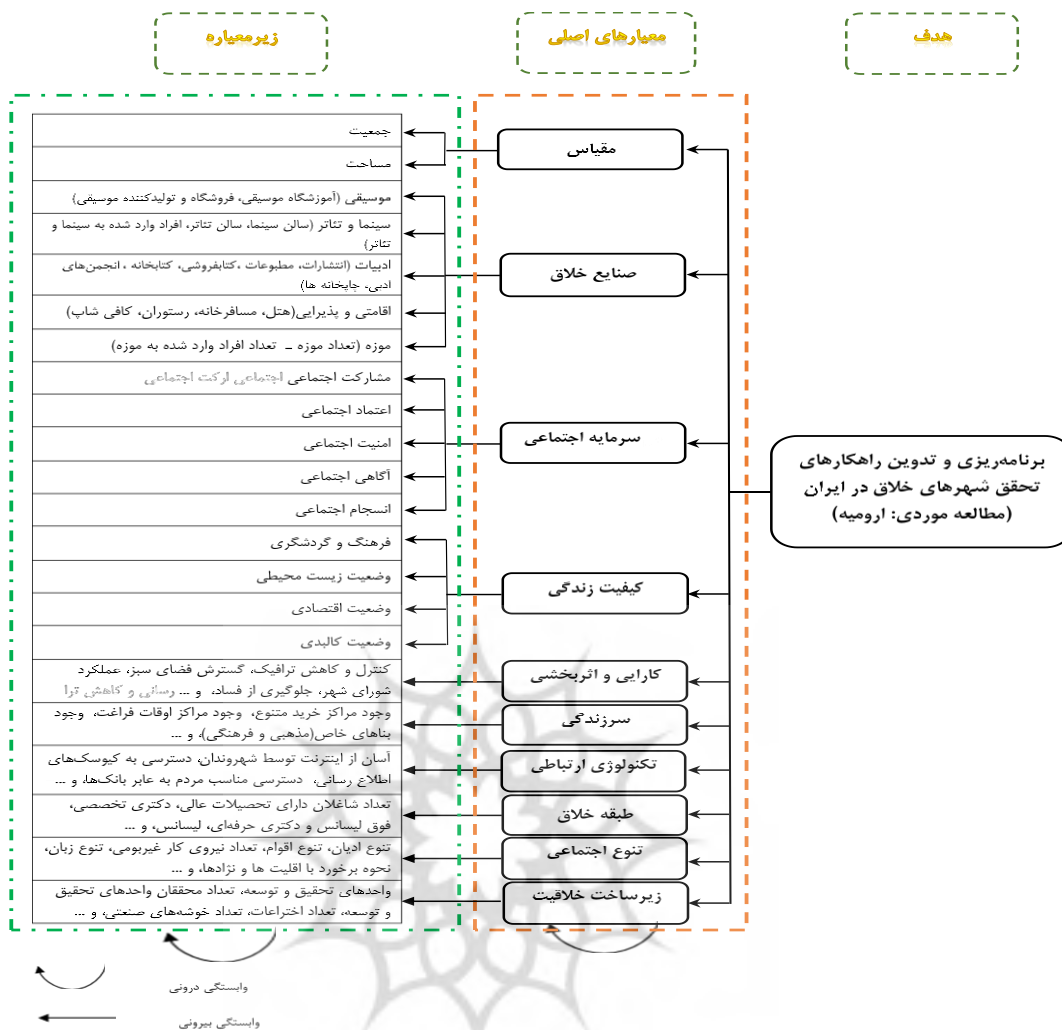 هدف
معیارهای اصلی
زیرمعیاره
برنامه‌ریزی و تدوین راهکارهای
تحقق شهرهای خلاق در ایران
(مطالعه موردی: ارومیه)
مقیاس
جمعیت
مساحت
صنایع خلاق
موسیقی (آموزشگاه موسیقی، فروشگاه و تولیدکننده موسیقی)
سینما و تئاتر (سالن سینما، سالن تئاتر، افراد وارد شده به سینما و
تئاتر)
ادبیات (انتشارات، مطبوعات ،کتابفروشی، کتابخانه ، انجمن‌های
ادبی، چاپخانه ها)
اقامتی و پذیرایی(هتل، مسافرخانه، رستوران، کافی شاپ)
موزه (تعداد موزه – تعداد افراد وارد شده به موزه)
سرمایه اجتماعی
مشارکت اجتماعی اجتماعی ارکت اجتماعی
اعتماد اجتماعی
امنیت اجتماعی
آگاهی اجتماعی
انسجام اجتماعی
کیفیت زندگی
فرهنگ و گردشگری
وضعیت زیست محیطی
وضعیت اقتصادی
وضعیت کالبدی
کارایی و اثربخشی
کنترل و کاهش ترافیک، گسترش فضای سبز، عملکرد
شورای شهر، جلوگیری از فساد، و ... رسانی و کاهش ترا
سرزندگی
وجود مراکز خرید متنوع، وجود مراکز اوقات فراغت، وجود
بناهای خاص(مذهبی و فرهنگی)، و ...
تکنولوژی ارتباطی
آسان از اینترنت توسط شهروندان، دسترسی به کیوسک‌های
اطلاع رسانی، دسترسی مناسب مردم به عابر بانک‌ها، و ...
طبقه خلاق
تعداد شاغلان دارای تحصیلات عالی، دکتری تخصصی،
فوق لیسانس و دکتری حرفه‌ای، لیسانس، و ...
تنوع اجتماعی
تنوع ادیان، تنوع اقوام، تعداد نیروی کار غیربومی، تنوع زبان،
نحوه برخورد با اقلیت ها و نژادها، و ...
زیرساخت خلاقیت
واحدهای تحقیق و توسعه، تعداد محققان واحدهای تحقیق
و توسعه، تعداد اختراعات، تعداد خوشه‌های صنعتی، و ...
وابستگی درونی
وابستگی بیرونی